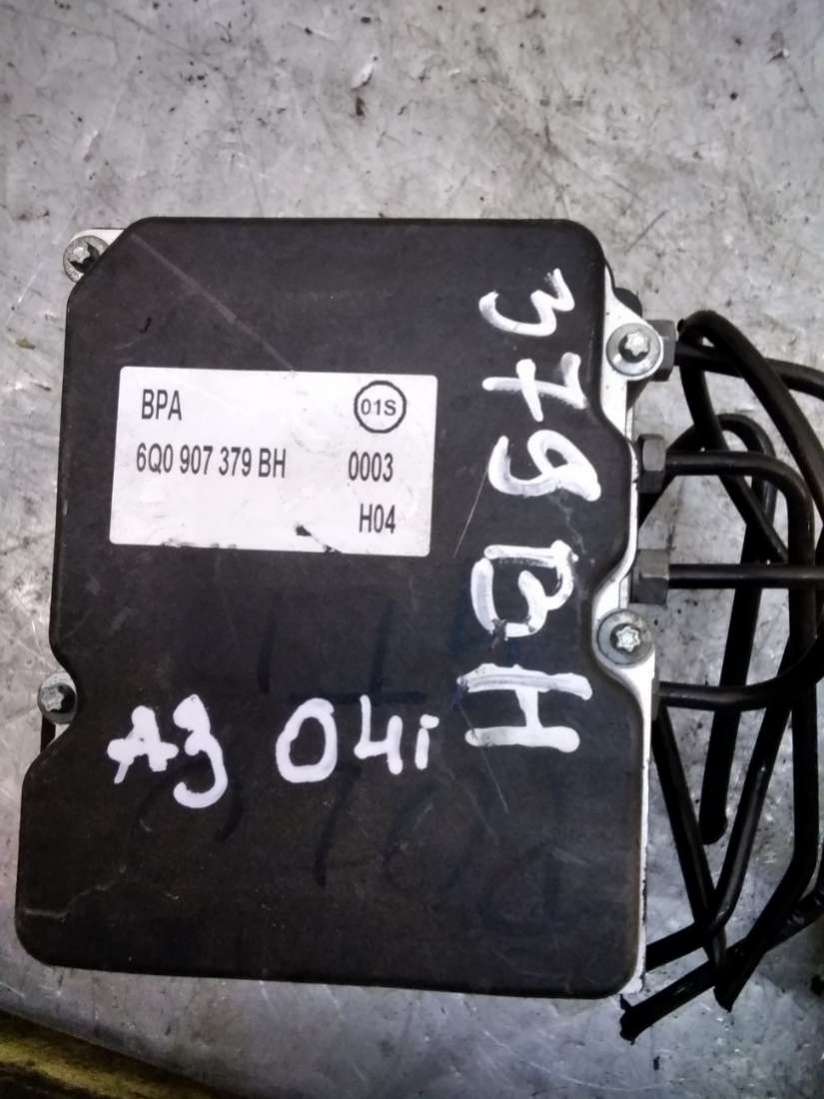 BPA 01S
6Q0 907 379 BH 0003
H04
379BH
A3 04i